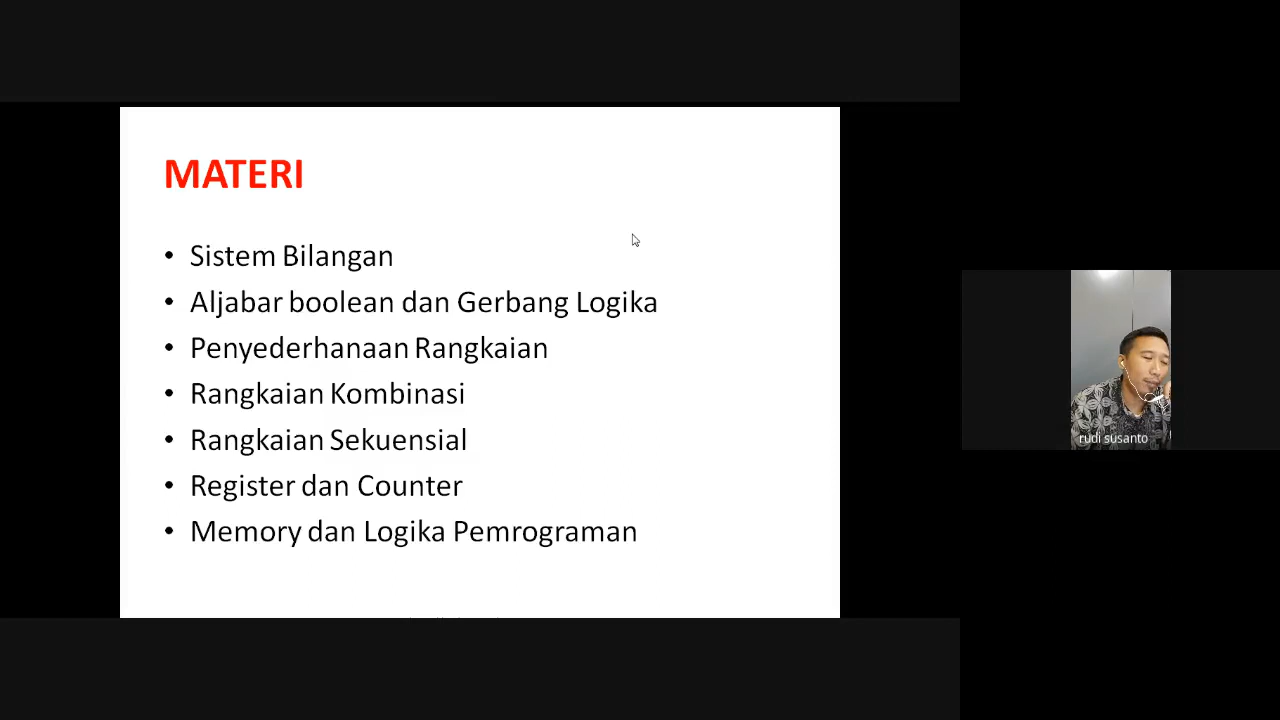 MATERI
• Sistem Bilangan
• Aljabar boolean dan Gerbang Logika
• Penyederhanaan Rangkaian
• Rangkaian Kombinasi
• Rangkaian Sekuensial
• Register dan Counter
• Memory dan Logika Pemrograman
rudi susanto